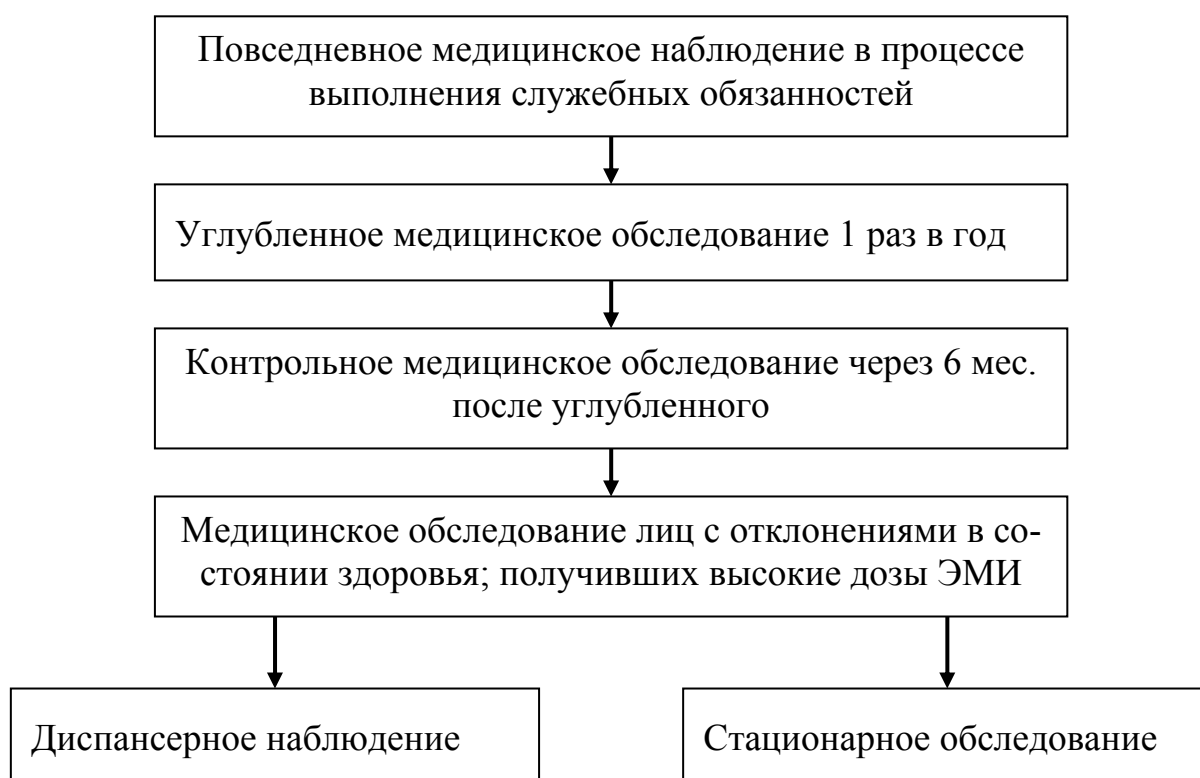 Повседневное медицинское наблюдение в процессе
выполнения служебных обязанностей
Углубленное медицинское обследование 1 раз в год
Контрольное медицинское обследование через 6 мес.
после углубленного
Медицинское обследование лиц с отклонениями в со-
стоянии здоровья; получивших высокие дозы ЭМИ
Диспансерное наблюдение
Стационарное обследование